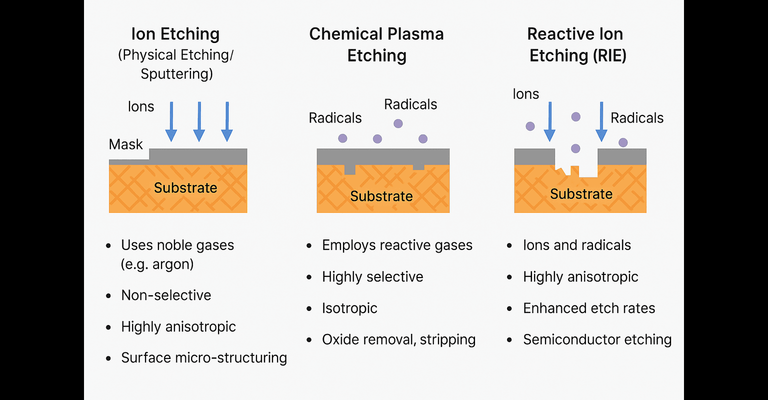 Ion Etching
(Physical Etching/
Sputtering)
Ions
Mask
Substrate
• Uses noble gases
(e.g. argon)
• Non-selective
• Highly anisotropic
• Surface micro-structuring
Chemical Plasma
Etching
Radicals
Radicals
Substrate
• Employs reactive gases
• Highly selective
• Isotropic
• Oxide removal, stripping
Reactive Ion
Etching (RIE)
Ions
Radicals
Substrate
• Ions and radicals
• Highly anisotropic
• Enhanced etch rates
• Semiconductor etching